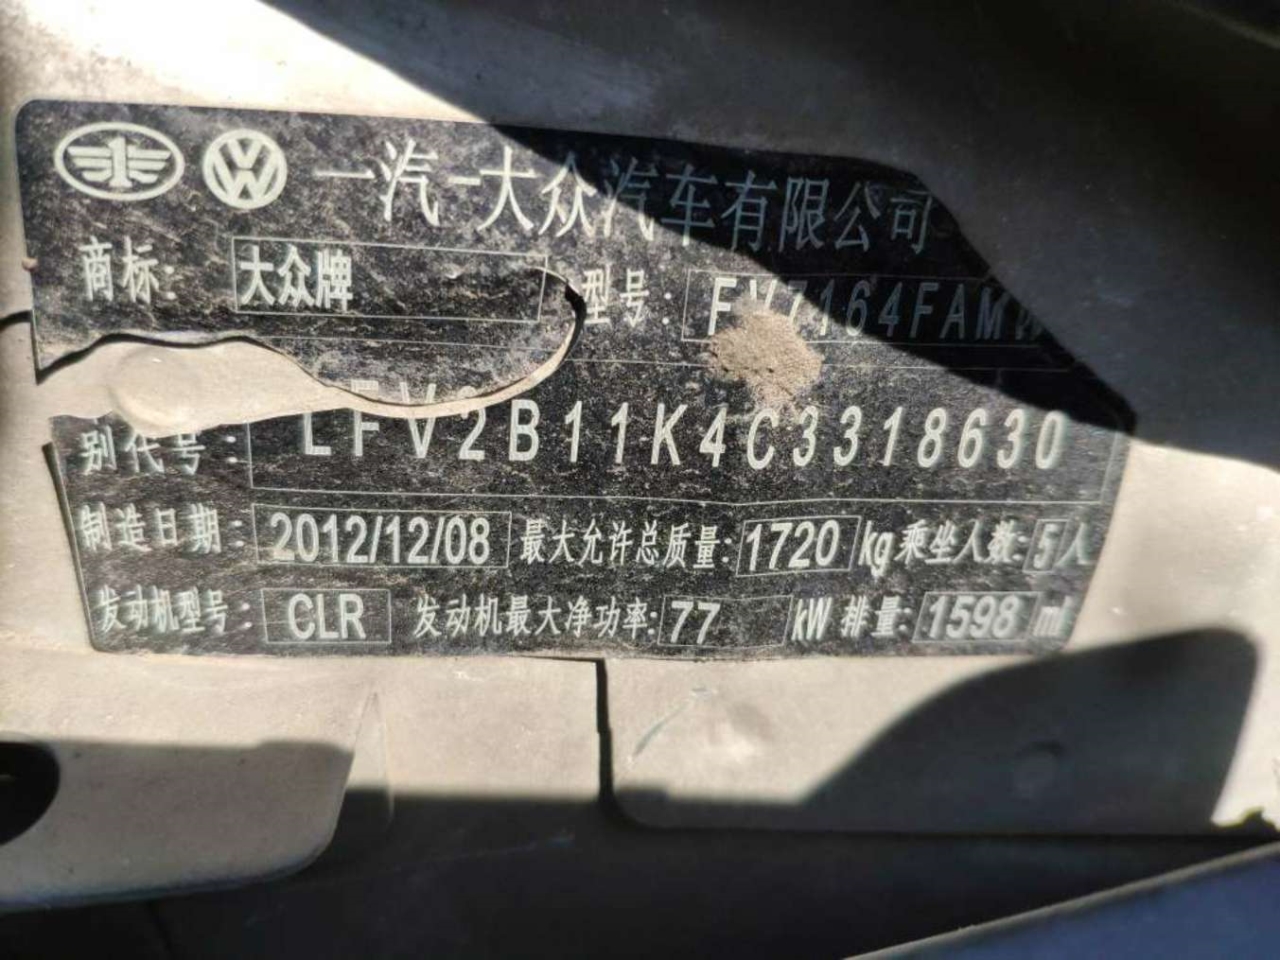 一汽-大众汽车有限公司
商标: 大众牌 型号: FV7164FAM
别代号: LFV2B11K4C3318630
制造日期: 2012/12/08 最大允许总质量: 1720 kg 乘坐人数: 5人
发动机型号: CLR 发动机最大净功率: 77 kW 排量: 1598 ml